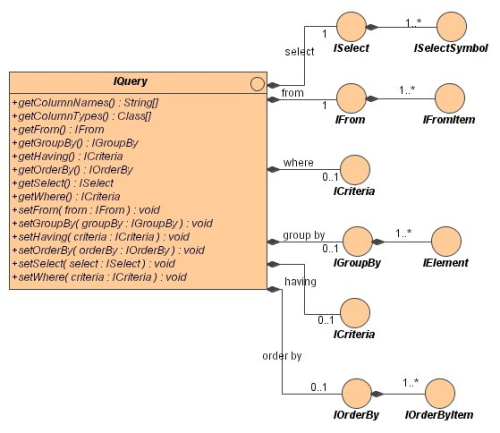 IQuery
+getColumnNames() : String[]
+getColumnTypes() : Class[]
+getFrom() : IFrom
+getGroupBy() : IGroupBy
+getHaving() : ICriteria
+getOrderBy() : IOrderBy
+getSelect() : ISelect
+getWhere() : ICriteria
+setFrom( from : IFrom ) : void
+setGroupBy( groupBy : IGroupBy ) : void
+setHaving( criteria : ICriteria ) : void
+setOrderBy( orderBy : IOrderBy ) : void
+setSelect( select : ISelect ) : void
+setWhere( criteria : ICriteria ) : void
select
1
ISelect
1..*
ISelectSymbol
from
1
IFrom
1..*
IFromItem
where
0..1
ICriteria
group by
0..1
IGroupBy
1..*
IElement
having
0..1
ICriteria
order by
0..1
IOrderBy
1..*
IOrderByItem